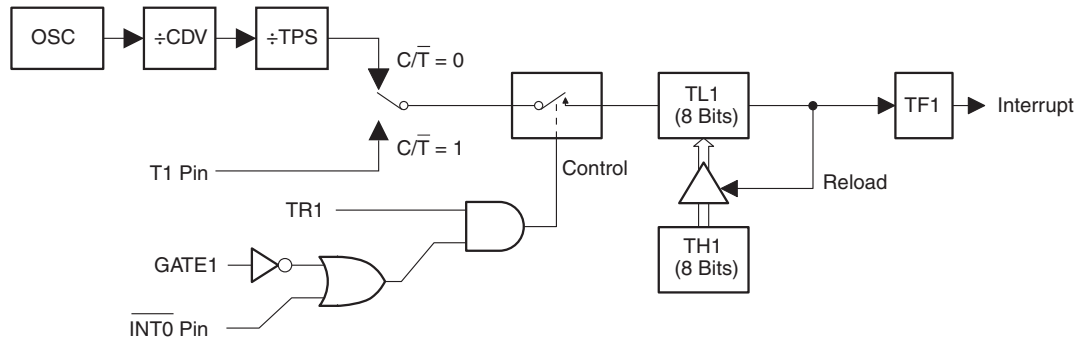 OSC
÷CDV
÷TPS
C/T̅ = 0
C/T̅ = 1
T1 Pin
TL1
(8 Bits)
TF1
Interrupt
Control
Reload
TR1
TH1
(8 Bits)
GATE1
I̅N̅T̅0̅ Pin